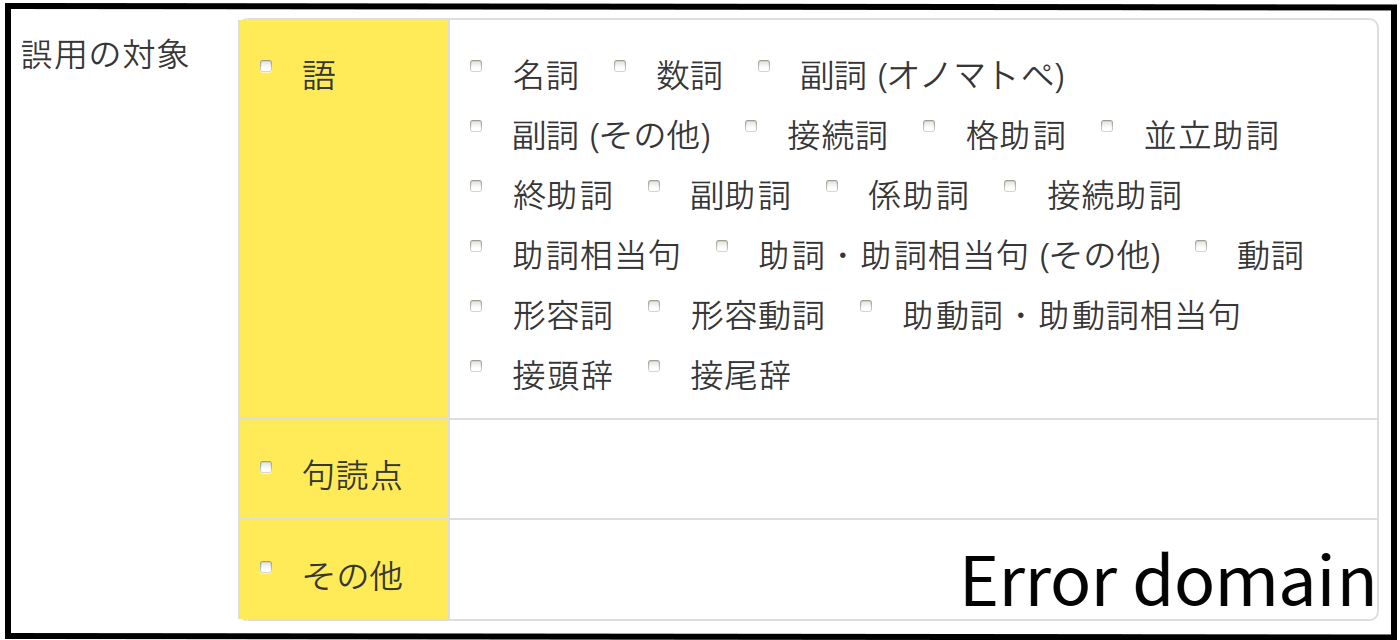 誤用の対象
語
名詞 数詞 副詞 (オノマトペ)
副詞 (その他) 接続詞 格助詞 並立助詞
終助詞 副助詞 係助詞 接続助詞
助詞相当句 助詞・助詞相当句 (その他) 動詞
形容詞 形容動詞 助動詞・助動詞相当句
接頭辞 接尾辞
句読点
その他
Error domain